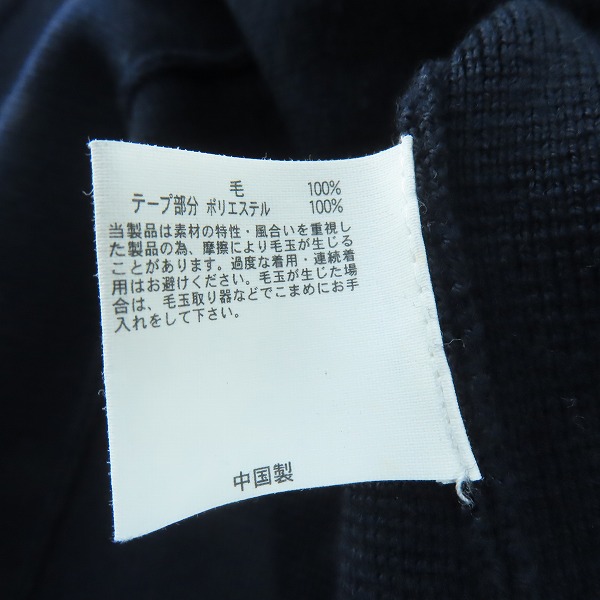 毛 100%
テープ部分 ポリエステル 100%
当製品は素材の特性・風合いを重視し
た製品の為、摩擦により毛玉が生じる
ことがあります。過度な着用・連続着
用はお避けください。毛玉が生じた場
合は、毛玉取り器などでこまめにお手
入れをして下さい。
中国製